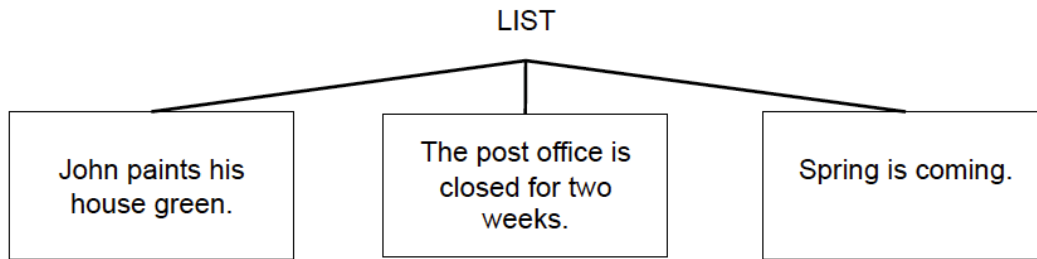 LIST
John paints his
house green.
The post office is
closed for two
weeks.
Spring is coming.